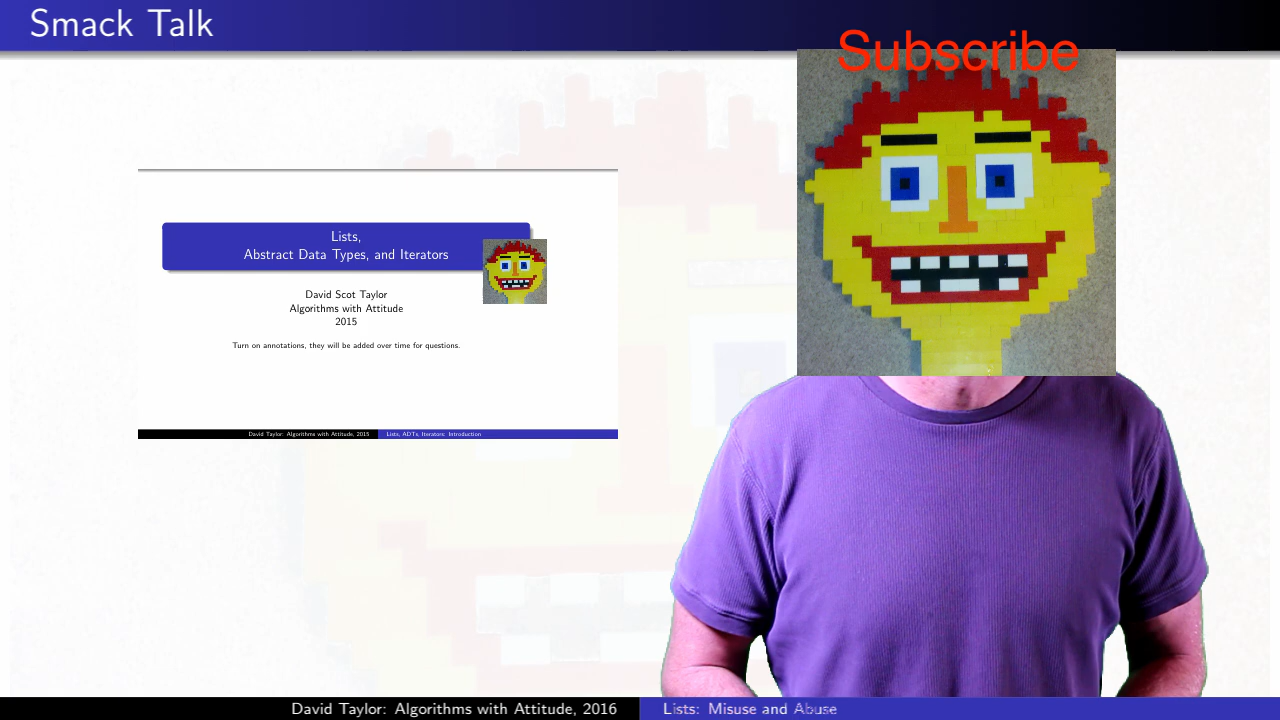 Smack Talk
Subscribe
Lists,
Abstract Data Types, and Iterators
David Scot Taylor
Algorithms with Attitude
2015
Turn on annotations, they will be added over time for questions.
David Taylor: Algorithms with Attitude, 2015
Lists, ADTs, Iterators: Introduction
David Taylor: Algorithms with Attitude, 2016
Lists: Misuse and Abuse